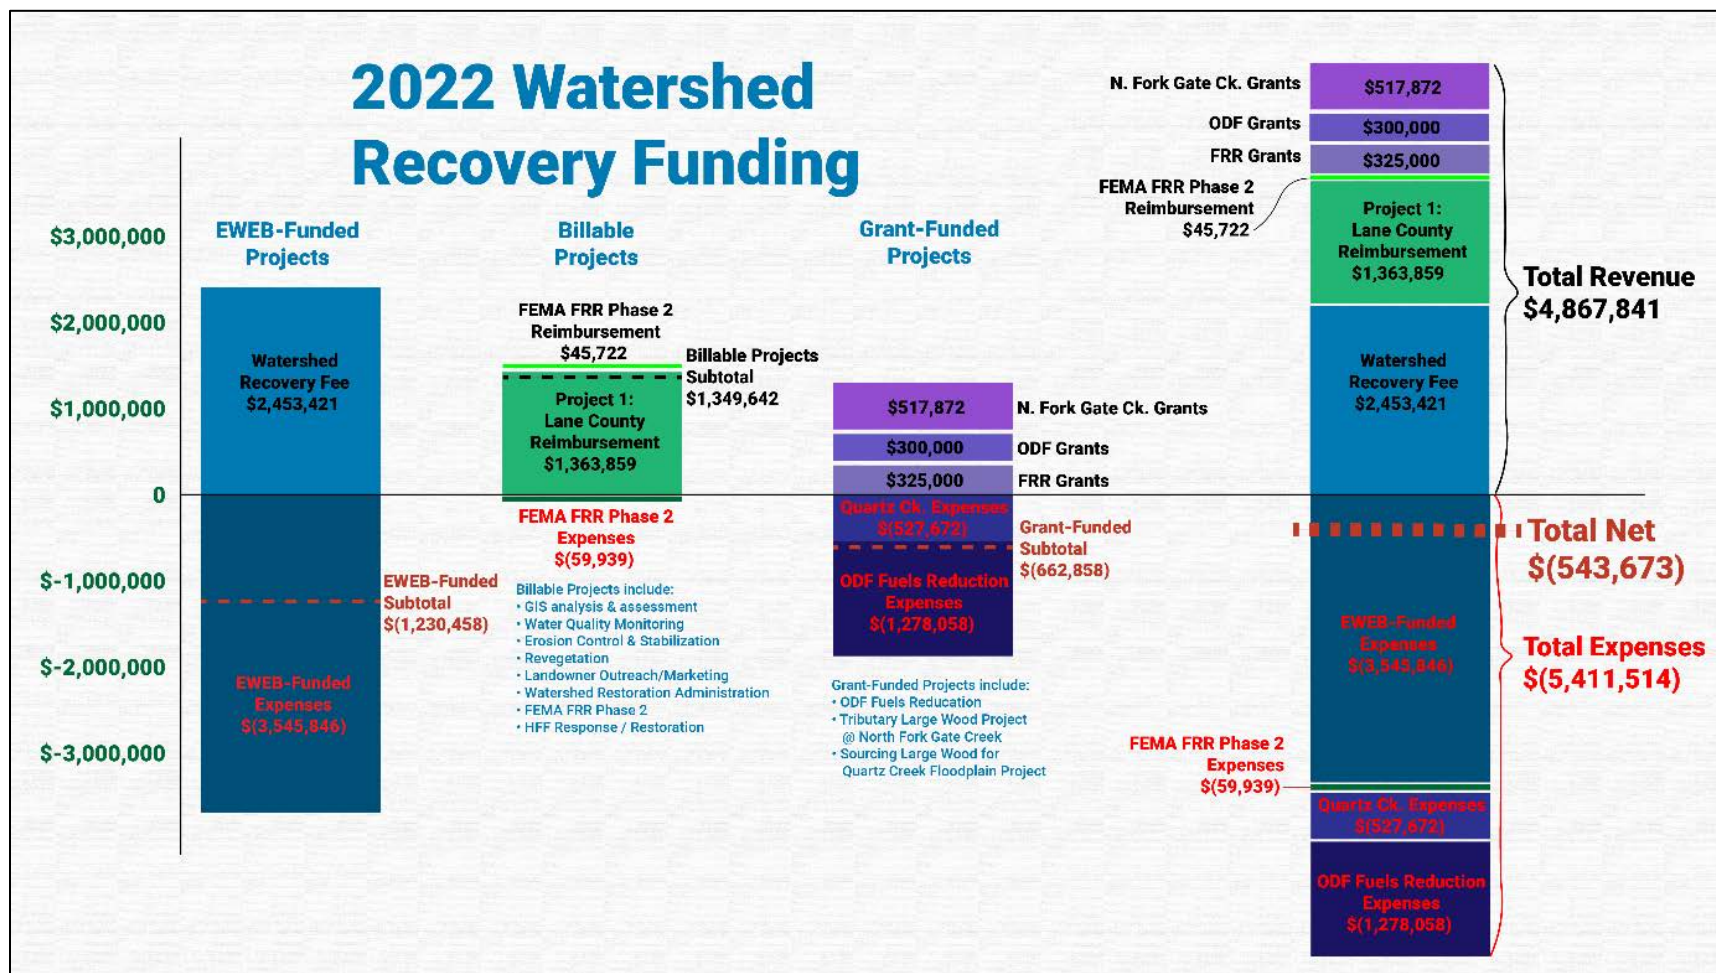 2022 Watershed
Recovery Funding
$3,000,000
$2,000,000
$1,000,000
0
$-1,000,000
$-2,000,000
$-3,000,000
EWEB-Funded
Projects
Watershed
Recovery Fee
$2,453,421
EWEB-Funded
Subtotal
$(1,230,458)
EWEB-Funded
Expenses
$(3,545,846)
Billable
Projects
FEMA FRR Phase 2
Reimbursement
$45,722
Billable Projects
Subtotal
$1,349,642
Project 1:
Lane County
Reimbursement
$1,363,859
FEMA FRR Phase 2
Expenses
$(59,939)
Billable Projects include:
• GIS analysis & assessment
• Water Quality Monitoring
• Erosion Control & Stabilization
• Revegetation
• Landowner Outreach/Marketing
• Watershed Restoration Administration
• FEMA FRR Phase 2
• HFF Response / Restoration
Grant-Funded
Projects
$517,872 N. Fork Gate Ck. Grants
$300,000 ODF Grants
$325,000 FRR Grants
Quartz Ck. Expenses
$(527,672)
Grant-Funded
Subtotal
$(662,858)
ODF Fuels Reduction
Expenses
$(1,278,058)
Grant-Funded Projects include:
• ODF Fuels Reducation
• Tributary Large Wood Project
@ North Fork Gate Creek
• Sourcing Large Wood for
Quartz Creek Floodplain Project
N. Fork Gate Ck. Grants $517,872
ODF Grants $300,000
FRR Grants $325,000
FEMA FRR Phase 2
Reimbursement
$45,722
Project 1:
Lane County
Reimbursement
$1,363,859
Watershed
Recovery Fee
$2,453,421
Total Revenue
$4,867,841
Total Net
$(543,673)
EWEB-Funded
Expenses
$(3,545,846)
Total Expenses
$(5,411,514)
FEMA FRR Phase 2
Expenses
$(59,939)
Quartz Ck. Expenses
$(527,672)
ODF Fuels Reduction
Expenses
$(1,278,058)